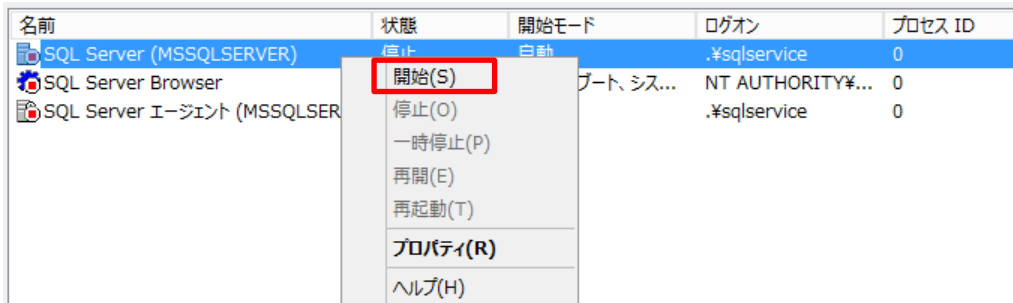 名前 状態 開始モード ログオン プロセス ID
SQL Server (MSSQLSERVER) 停止 自動 .¥sqlservice 0
開始(S)
SQL Server Browser ブート、シス... NT AUTHORITY¥... 0
停止(O)
SQL Server エージェント (MSSQLSER .¥sqlservice 0
一時停止(P)
再開(E)
再起動(T)
プロパティ(R)
ヘルプ(H)